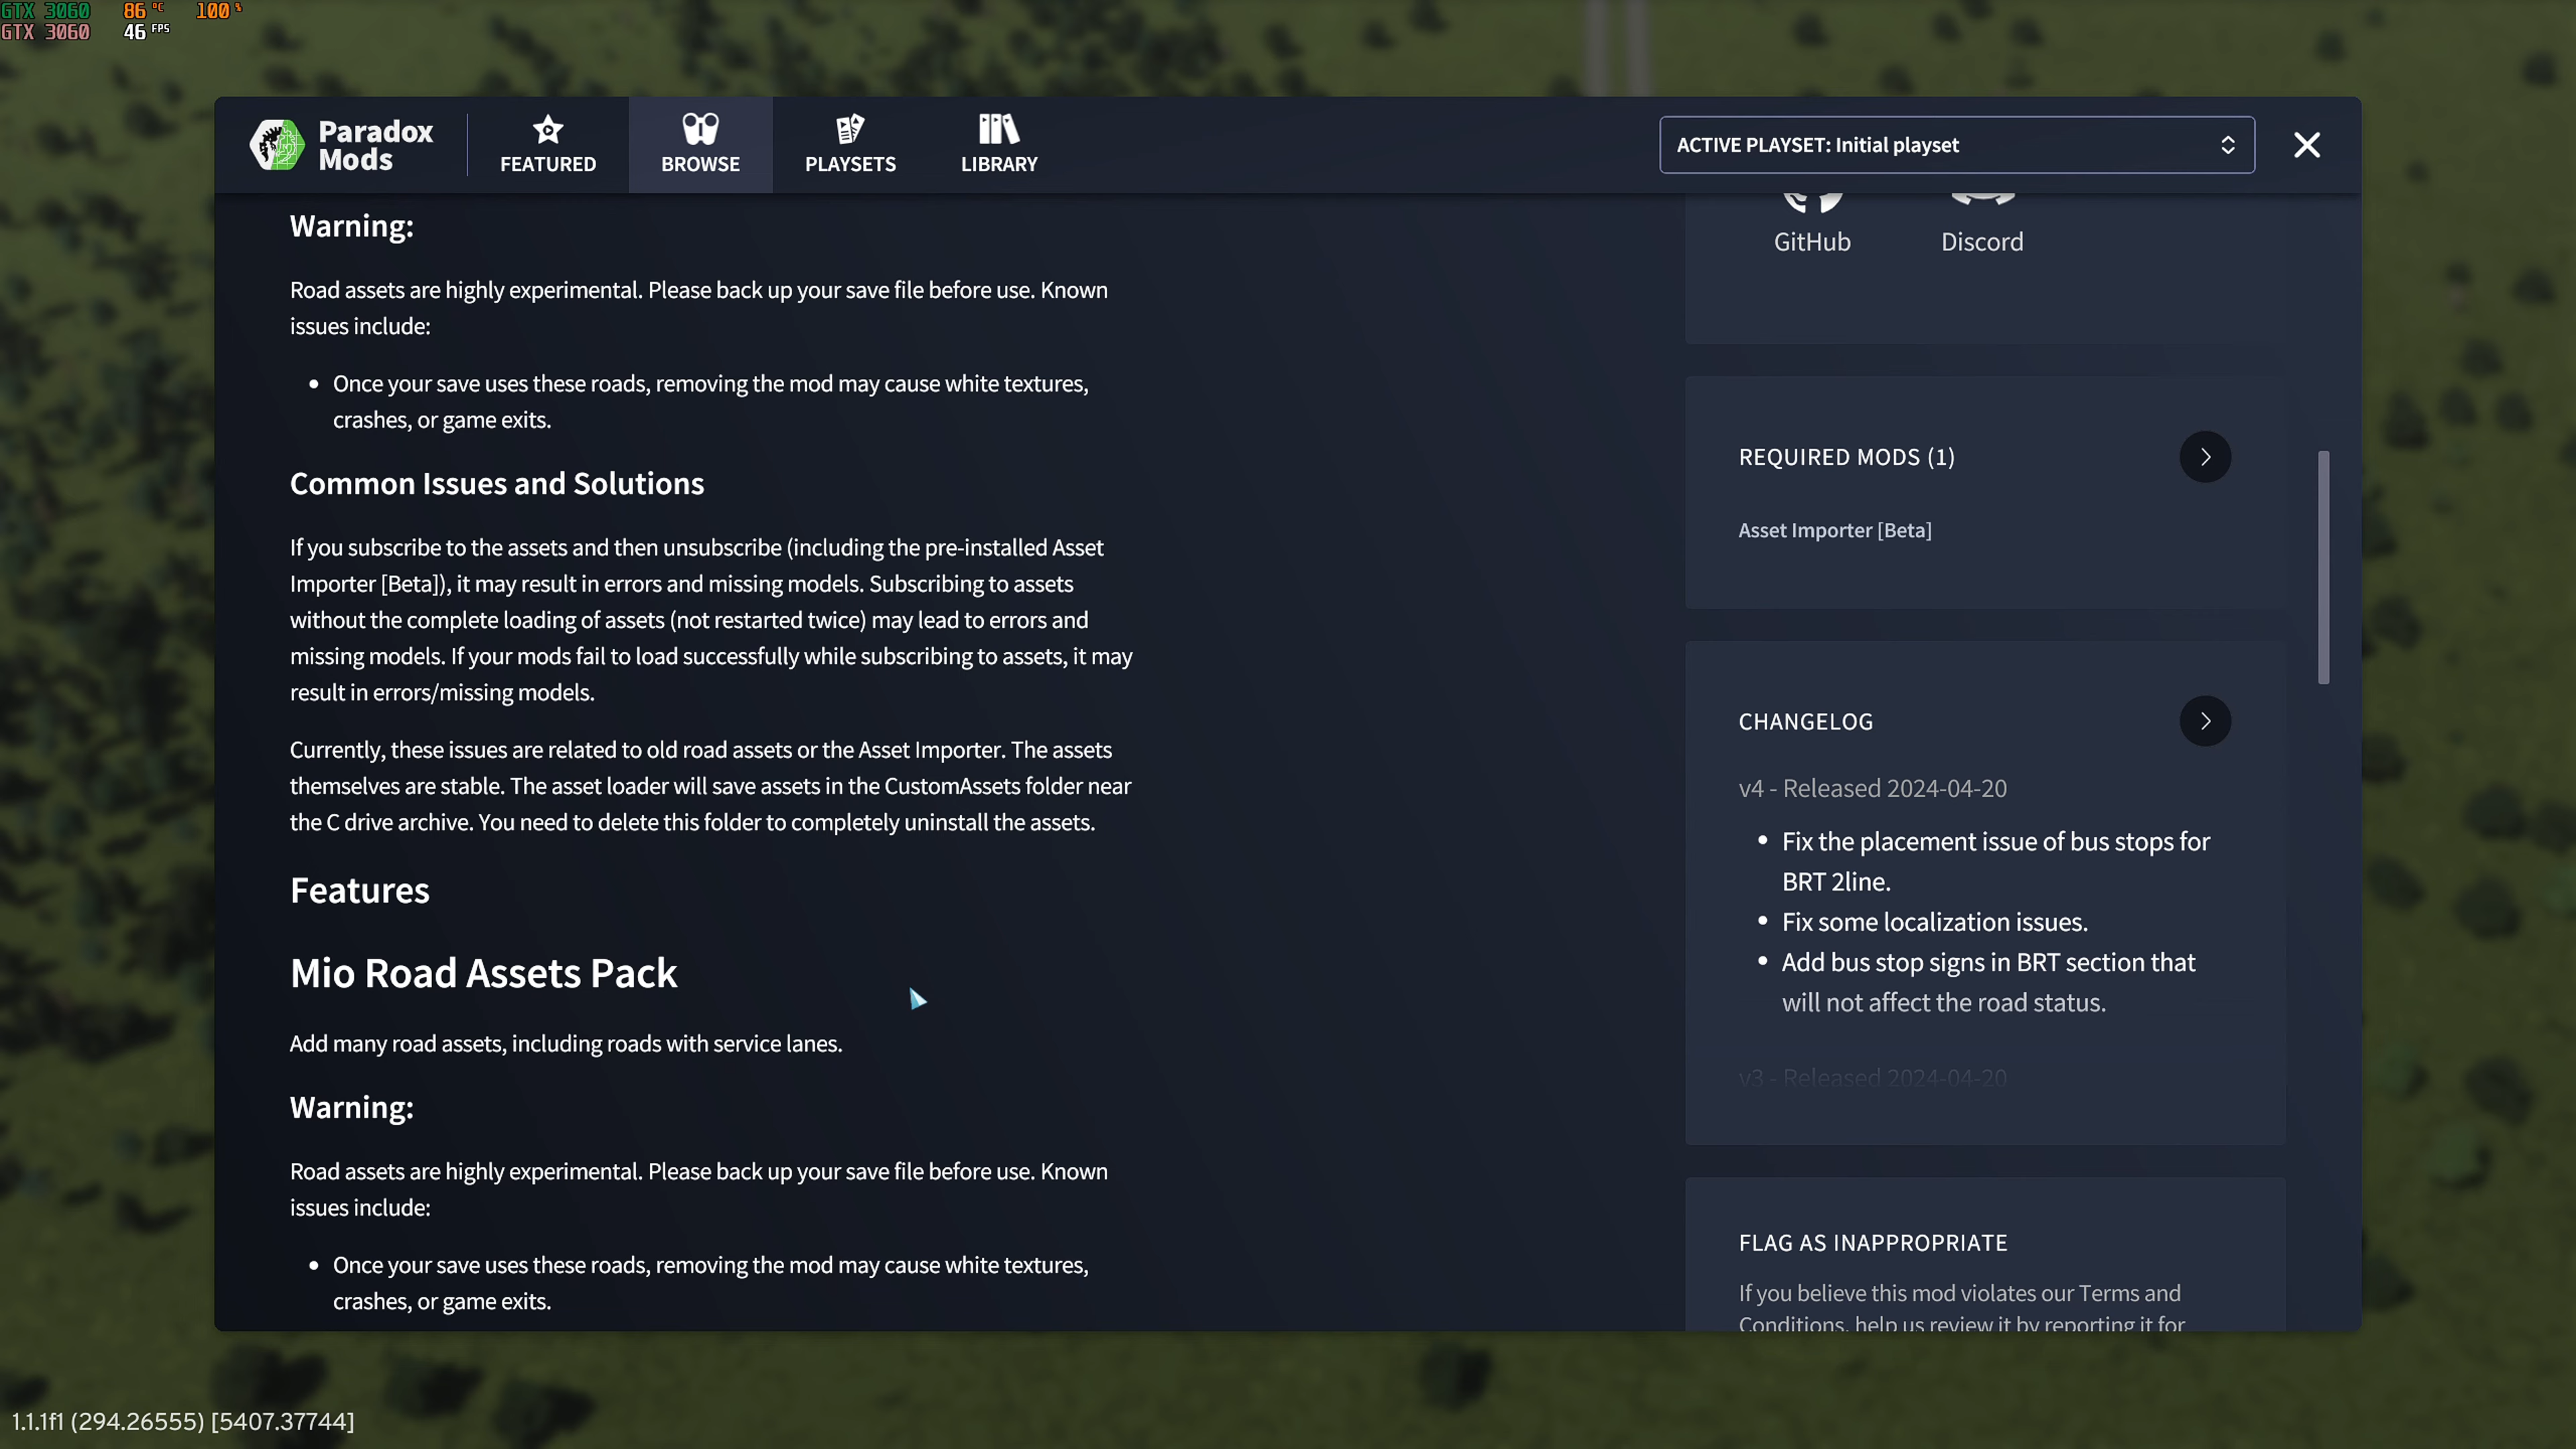 GTX 3060 86 °C 100 %
GTX 3060 46 FPS
Paradox
Mods
FEATURED
BROWSE
PLAYSETS
LIBRARY
ACTIVE PLAYSET: Initial playset
Warning:
Road assets are highly experimental. Please back up your save file before use. Known
issues include:
• Once your save uses these roads, removing the mod may cause white textures,
crashes, or game exits.
Common Issues and Solutions
If you subscribe to the assets and then unsubscribe (including the pre-installed Asset
Importer [Beta]), it may result in errors and missing models. Subscribing to assets
without the complete loading of assets (not restarted twice) may lead to errors and
missing models. If your mods fail to load successfully while subscribing to assets, it may
result in errors/missing models.
Currently, these issues are related to old road assets or the Asset Importer. The assets
themselves are stable. The asset loader will save assets in the CustomAssets folder near
the C drive archive. You need to delete this folder to completely uninstall the assets.
Features
Mio Road Assets Pack
Add many road assets, including roads with service lanes.
Warning:
Road assets are highly experimental. Please back up your save file before use. Known
issues include:
• Once your save uses these roads, removing the mod may cause white textures,
crashes, or game exits.
GitHub
Discord
REQUIRED MODS (1)
Asset Importer [Beta]
CHANGELOG
v4 - Released 2024-04-20
• Fix the placement issue of bus stops for
BRT 2line.
• Fix some localization issues.
• Add bus stop signs in BRT section that
will not affect the road status.
v3 - Released 2024-04-20
FLAG AS INAPPROPRIATE
If you believe this mod violates our Terms and
Conditions, help us review it by reporting it for
1.1.1f1 (294.26555) [5407.37744]